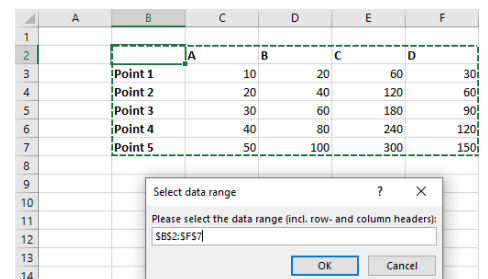 A B C D E F
1
2 A B C D
3 Point 1 10 20 60 30
4 Point 2 20 40 120 60
5 Point 3 30 60 180 90
6 Point 4 40 80 240 120
7 Point 5 50 100 300 150
8
9
Select data range ? X
10
11 Please select the data range (incl. row- and column headers):
12 $B$2:$F$7
13 OK Cancel
14